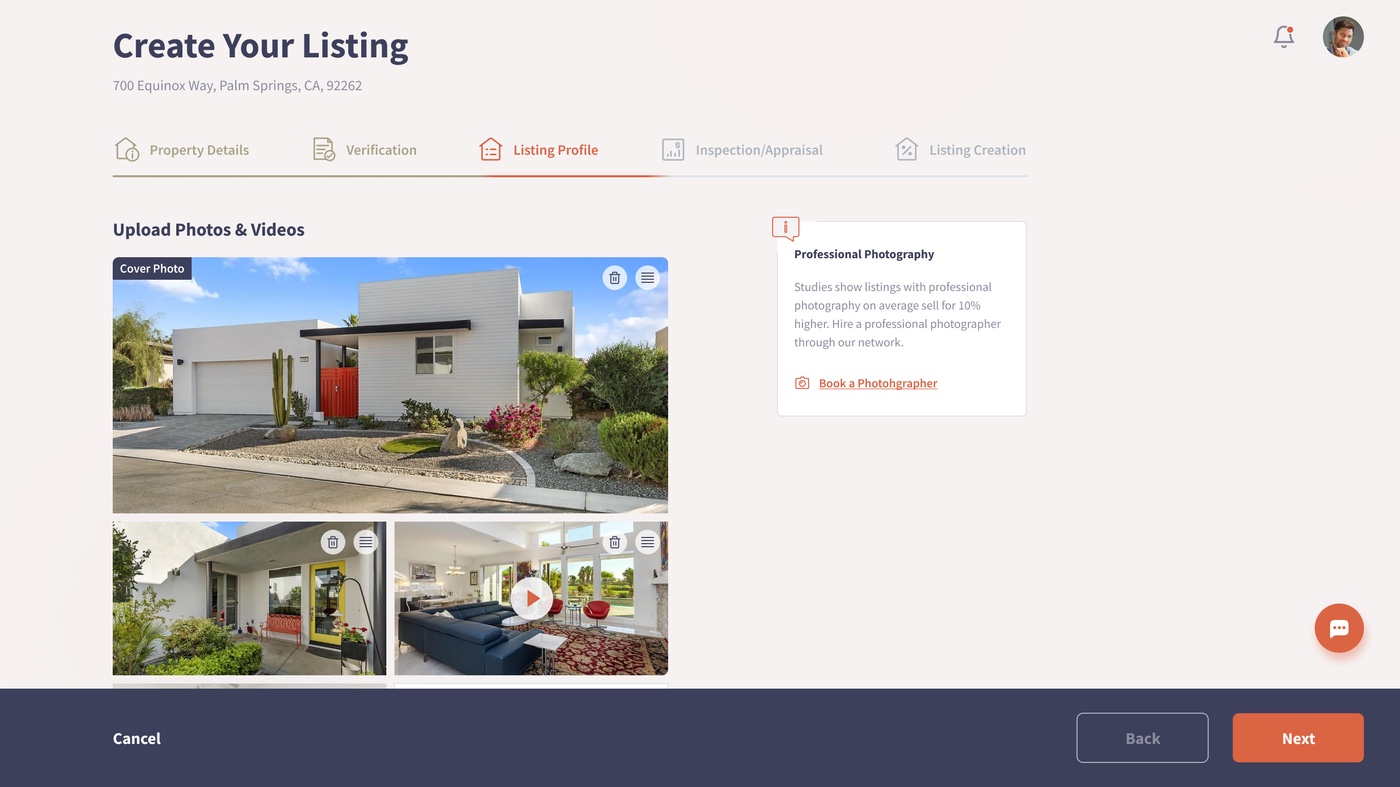 Create Your Listing
700 Equinox Way, Palm Springs, CA, 92262
Property Details
Verification
Listing Profile
Inspection/Appraisal
Listing Creation
Upload Photos & Videos
Cover Photo
Professional Photography
Studies show listings with professional
photography on average sell for 10%
higher. Hire a professional photographer
through our network.
Book a Photohgrapher
Cancel
Back
Next